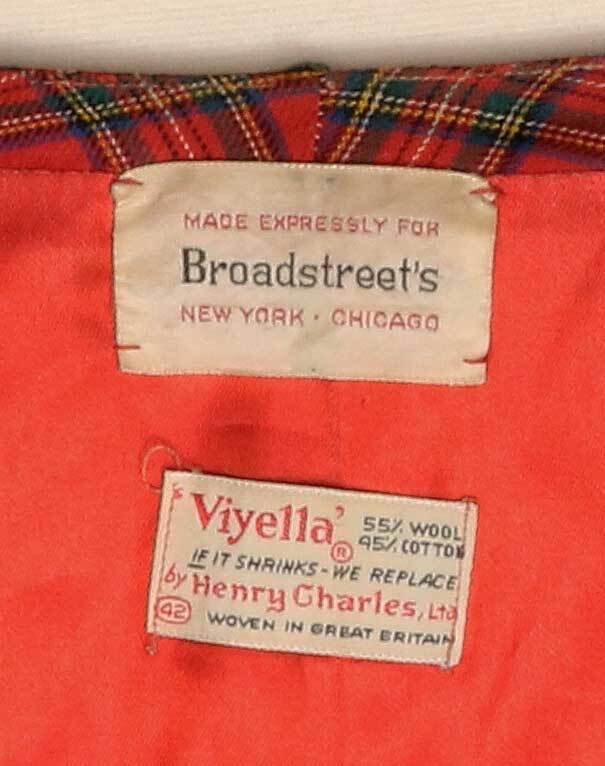 MADE EXPRESSLY FOR
Broadstreet's
NEW YORK · CHICAGO
'Viyella'®
55% WOOL
45% COTTON
IF IT SHRINKS - WE REPLACE
by Henry Charles, Ltd
42 WOVEN IN GREAT BRITAIN